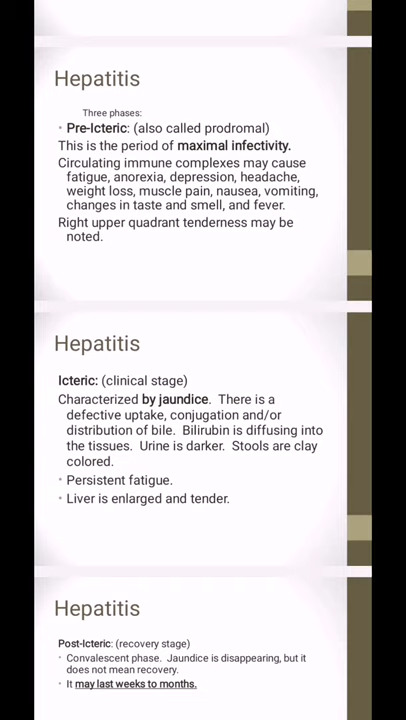 Hepatitis
Three phases:
• Pre-Icteric: (also called prodromal)
This is the period of maximal infectivity.
Circulating immune complexes may cause
fatigue, anorexia, depression, headache,
weight loss, muscle pain, nausea, vomiting,
changes in taste and smell, and fever.
Right upper quadrant tenderness may be
noted.
Hepatitis
Icteric: (clinical stage)
Characterized by jaundice. There is a
defective uptake, conjugation and/or
distribution of bile. Bilirubin is diffusing into
the tissues. Urine is darker. Stools are clay
colored.
• Persistent fatigue.
• Liver is enlarged and tender.
Hepatitis
Post-Icteric: (recovery stage)
• Convalescent phase. Jaundice is disappearing, but it
does not mean recovery.
• It may last weeks to months.